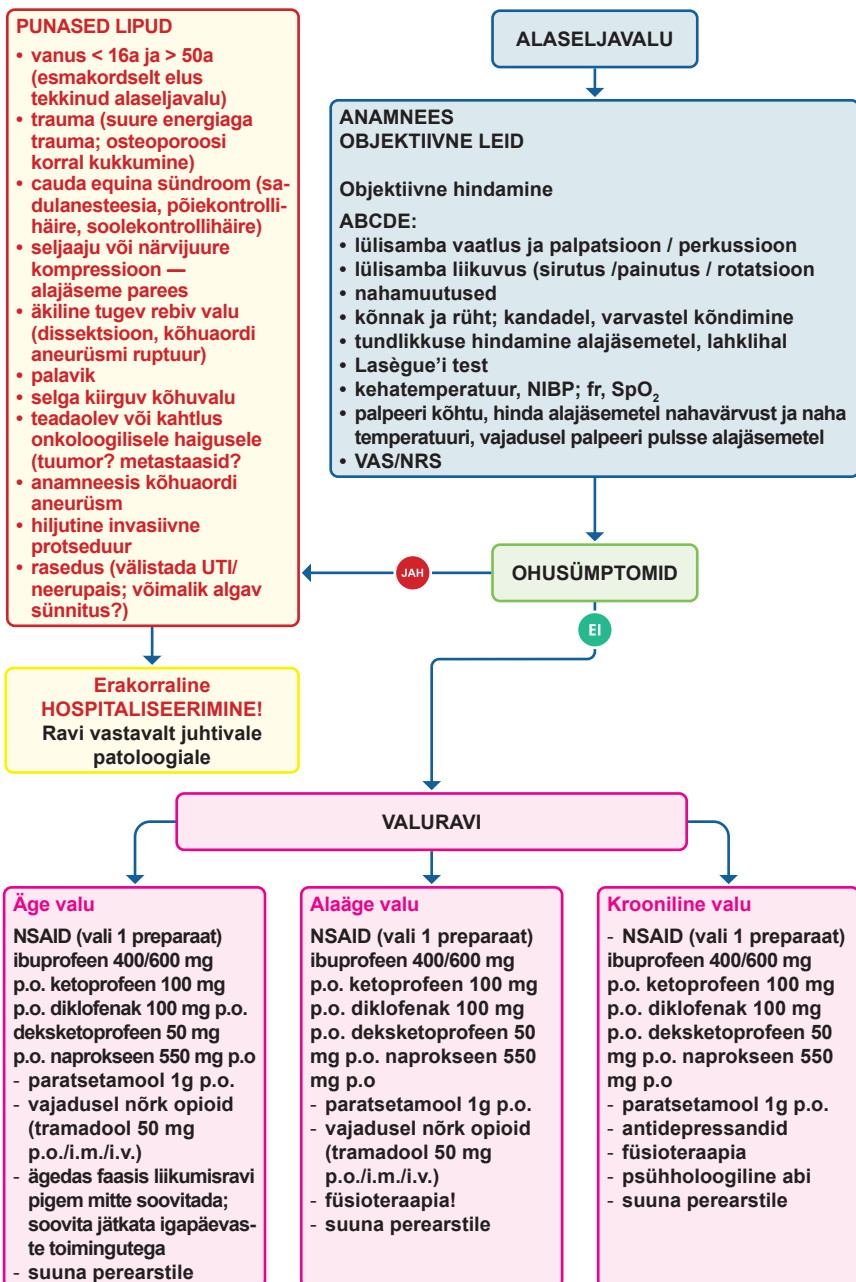 PUNASED LIPUD
• vanus < 16a ja > 50a
(esmakordselt elus
tekkinud alaseljavalu)
• trauma (suure energiaga
trauma; osteoporoosi
korral kukkumine)
• cauda equina sündroom (sa-
dulanesteesia, põiekontrolli-
häire, soolekontrollihäire)
• seljaaju või närvijuure
kompressioon —
alajäseme parees
• äkiline tugev rebiv valu
(dissektsioon, kõhuaordi
aneurüsmi ruptuur)
• palavik
• selga kiirguv kõhuvalu
• teadaolev või kahtlus
onkoloogilisele haigusele
(tuumor? metastaasid?
• anamneesis kõhuaordi
aneurüsm
• hiljutine invasiivne
protseduur
• rasedus (välistada UTI/
neerupais; võimalik algav
sünnitus?)
Erakorraline
HOSPITALISEERIMINE!
Ravi vastavalt juhtivale
patoloogiale
ALASELJAVALU
ANAMNEES
OBJEKTIIVNE LEID
Objektiivne hindamine
ABCDE:
• lülisamba vaatlus ja palpatsioon / perkussioon
• lülisamba liikuvus (sirutus /painutus / rotatsioon
• nahamuutused
• kõnnak ja rüht; kandadel, varvastel kõndimine
• tundlikkuse hindamine alajäsemetel, lahklihal
• Lasègue'i test
• kehatemperatuur, NIBP; fr, SpO₂
• palpeeri kõhtu, hinda alajäsemetel nahavärvust ja naha
temperatuuri, vajadusel palpeeri pulsse alajäsemetel
• VAS/NRS
JAH
OHUSÜMPTOMID
EI
VALURAVI
Äge valu
NSAID (vali 1 preparaat)
ibuprofeen 400/600 mg
p.o. ketoprofeen 100 mg
p.o. diklofenak 100 mg p.o.
deksketoprofeen 50 mg
p.o. naprokseen 550 mg p.o
- paratsetamool 1g p.o.
- vajadusel nõrk opioid
(tramadool 50 mg
p.o./i.m./i.v.)
- ägedas faasis liikumisravi
pigem mitte soovitada;
soovita jätkata igapäevas-
te toimingutega
- suuna perearstile
Alaäge valu
NSAID (vali 1 preparaat)
ibuprofeen 400/600 mg
p.o. ketoprofeen 100 mg
p.o. diklofenak 100 mg
p.o. deksketoprofeen 50
mg p.o. naprokseen 550
mg p.o
- paratsetamool 1g p.o.
- vajadusel nõrk opioid
(tramadool 50 mg
p.o./i.m./i.v.)
- füsioteraapia!
- suuna perearstile
Krooniline valu
- NSAID (vali 1 preparaat)
ibuprofeen 400/600 mg
p.o. ketoprofeen 100 mg
p.o. diklofenak 100 mg
p.o. deksketoprofeen 50
mg p.o. naprokseen 550
mg p.o
- paratsetamool 1g p.o.
- antidepressandid
- füsioteraapia
- psühholoogiline abi
- suuna perearstile